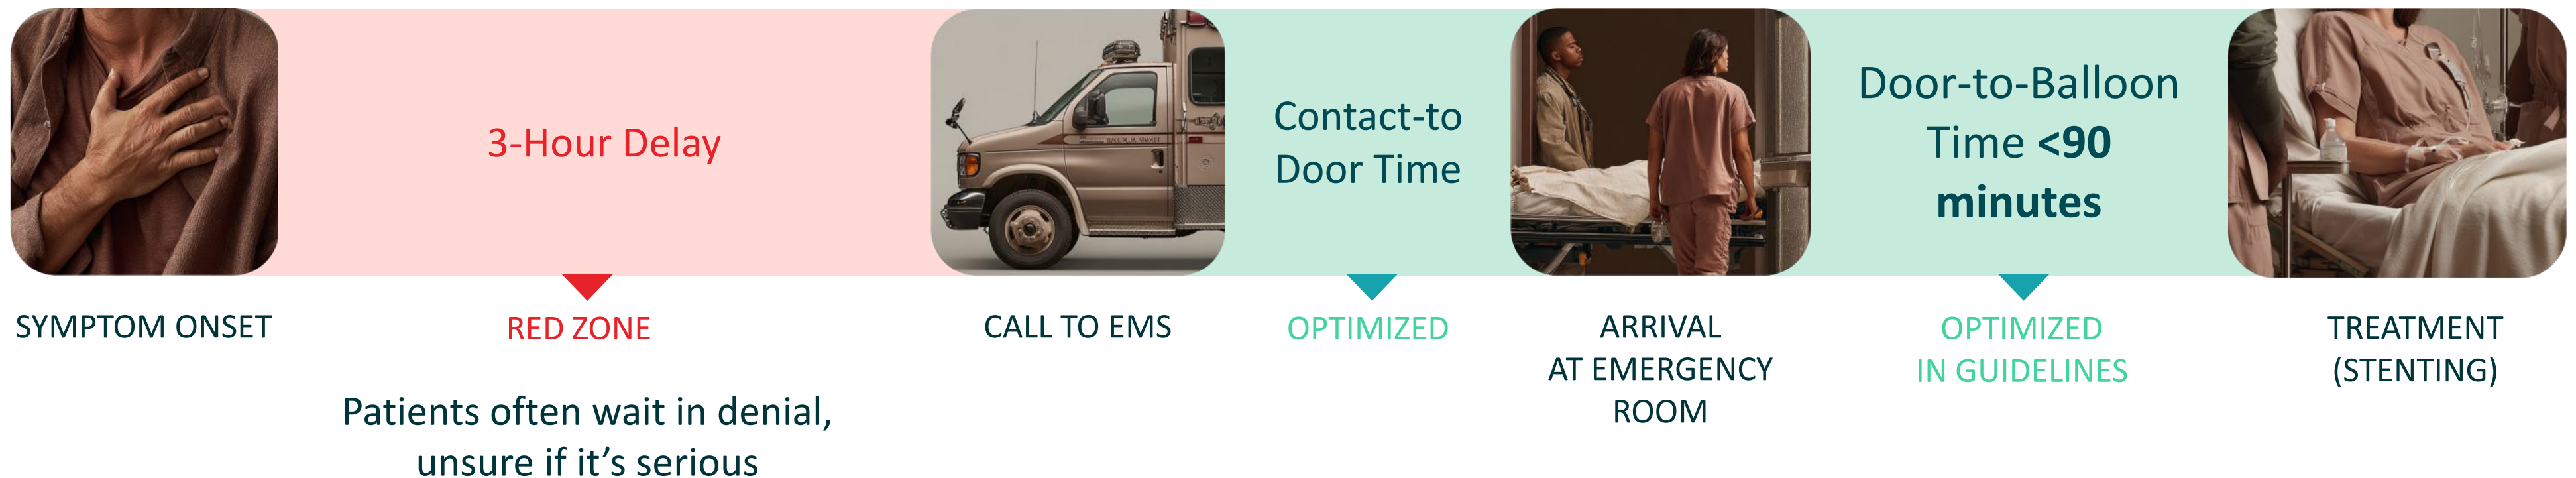 3-Hour Delay
Contact-to
Door Time
Door-to-Balloon
Time <90
minutes
SYMPTOM ONSET
RED ZONE
CALL TO EMS
OPTIMIZED
ARRIVAL
AT EMERGENCY
ROOM
OPTIMIZED
IN GUIDELINES
TREATMENT
(STENTING)
Patients often wait in denial,
unsure if it’s serious